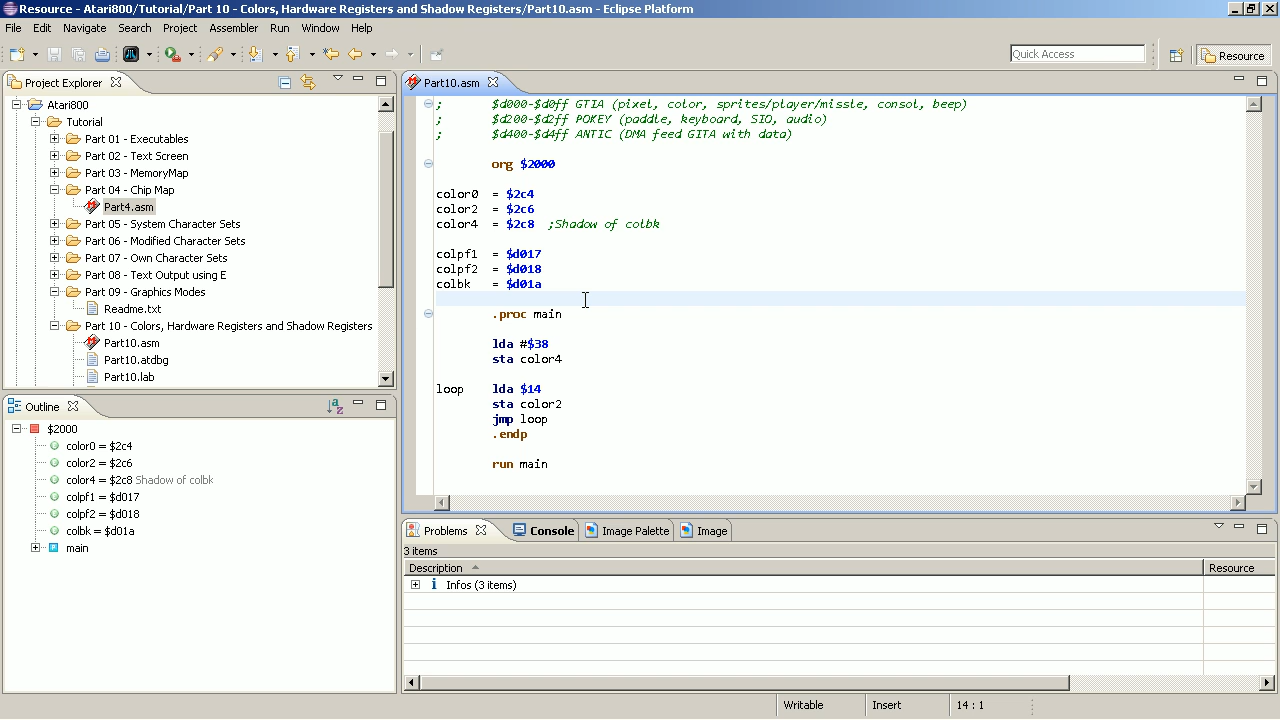 Resource - Atari800/Tutorial/Part 10 - Colors, Hardware Registers and Shadow Registers/Part10.asm - Eclipse Platform
File Edit Navigate Search Project Assembler Run Window Help
Quick Access
Resource
Project Explorer
Atari800
Tutorial
Part 01 - Executables
Part 02 - Text Screen
Part 03 - MemoryMap
Part 04 - Chip Map
Part4.asm
Part 05 - System Character Sets
Part 06 - Modified Character Sets
Part 07 - Own Character Sets
Part 08 - Text Output using E
Part 09 - Graphics Modes
Readme.txt
Part 10 - Colors, Hardware Registers and Shadow Registers
Part10.asm
Part10.atdbg
Part10.lab
Outline
$2000
color0 = $2c4
color2 = $2c6
color4 = $2c8 Shadow of colbk
colpf1 = $d017
colpf2 = $d018
colbk = $d01a
main
Part10.asm
; $d000-$d0ff GTIA (pixel, color, sprites/player/missle, consol, beep)
; $d200-$d2ff POKEY (paddle, keyboard, SIO, audio)
; $d400-$d4ff ANTIC (DMA feed GITA with data)
org $2000
color0 = $2c4
color2 = $2c6
color4 = $2c8 ;Shadow of colbk
colpf1 = $d017
colpf2 = $d018
colbk = $d01a
.proc main
lda #$38
sta color4
loop lda $14
sta color2
jmp loop
.endp
run main
Problems Console Image Palette Image
3 items
Description Resource
Infos (3 items)
Writable Insert 14 : 1